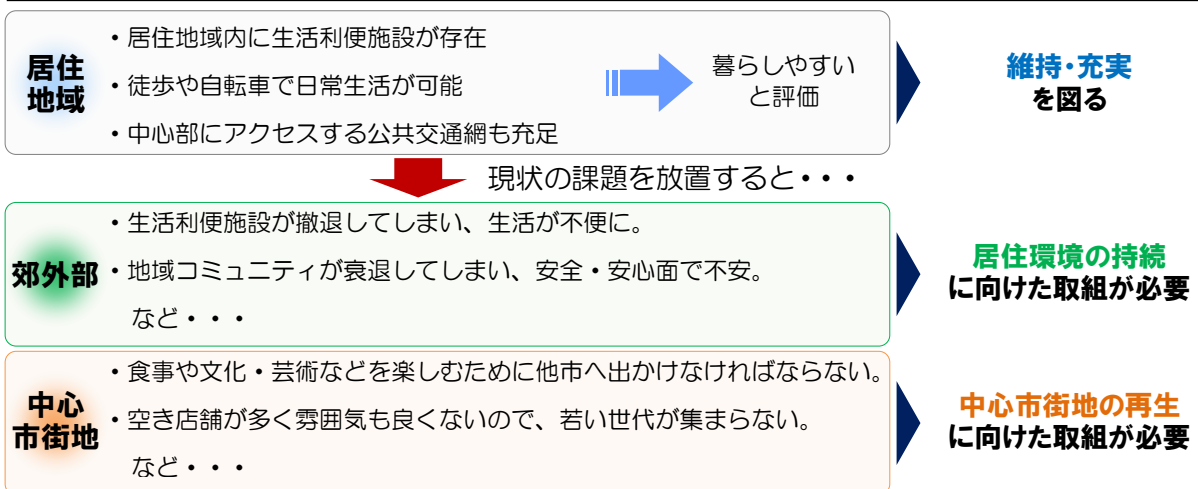 居住
地域
・居住地域内に生活利便施設が存在
・徒歩や自転車で日常生活が可能
・中心部にアクセスする公共交通網も充足
暮らしやすい
と評価
維持・充実
を図る
現状の課題を放置すると・・・
郊外部
・生活利便施設が撤退してしまい、生活が不便に。
・地域コミュニティが衰退してしまい、安全・安心面で不安。
など・・・
居住環境の持続
に向けた取組が必要
中心
市街地
・食事や文化・芸術などを楽しむために他市へ出かけなければならない。
・空き店舗が多く雰囲気も良くないので、若い世代が集まらない。
など・・・
中心市街地の再生
に向けた取組が必要